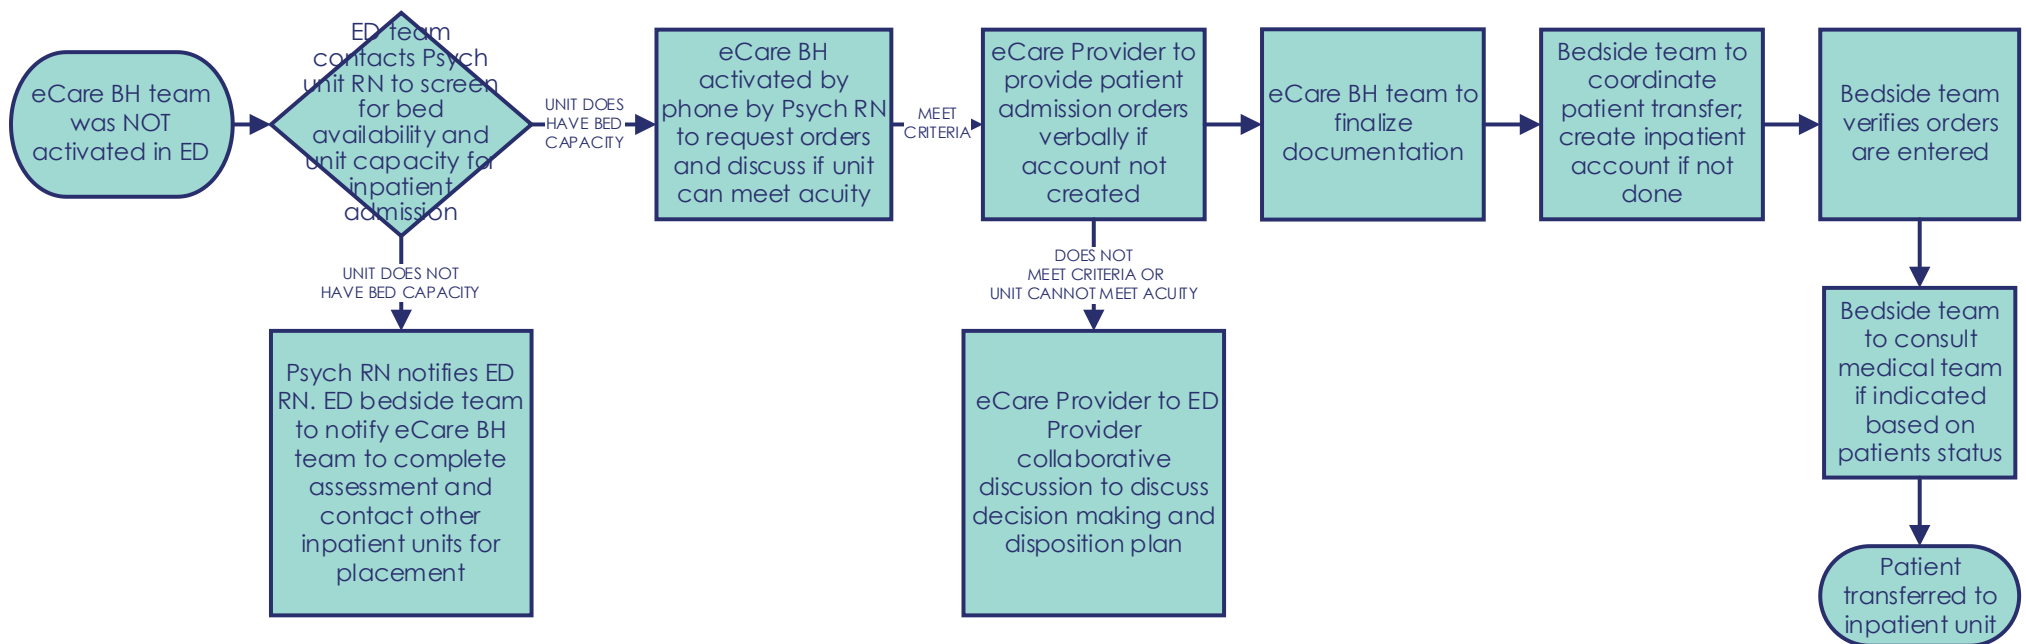 eCare BH team
was NOT
activated in ED
ED team
contacts Psych
unit RN to screen
for bed
availability and
unit capacity for
inpatient
admission
UNIT DOES
HAVE BED
CAPACITY
eCare BH
activated by
phone by Psych RN
to request orders
and discuss if unit
can meet acuity
MEET
CRITERIA
eCare Provider to
provide patient
admission orders
verbally if
account not
created
eCare BH team to
finalize
documentation
Bedside team to
coordinate
patient transfer;
create inpatient
account if not
done
Bedside team
verifies orders
are entered
UNIT DOES NOT
HAVE BED CAPACITY
DOES NOT
MEET CRITERIA OR
UNIT CANNOT MEET ACUITY
Psych RN notifies ED
RN. ED bedside team
to notify eCare BH
team to complete
assessment and
contact other
inpatient units for
placement
eCare Provider to ED
Provider
collaborative
discussion to discuss
decision making and
disposition plan
Bedside team
to consult
medical team
if indicated
based on
patients status
Patient
transferred to
inpatient unit